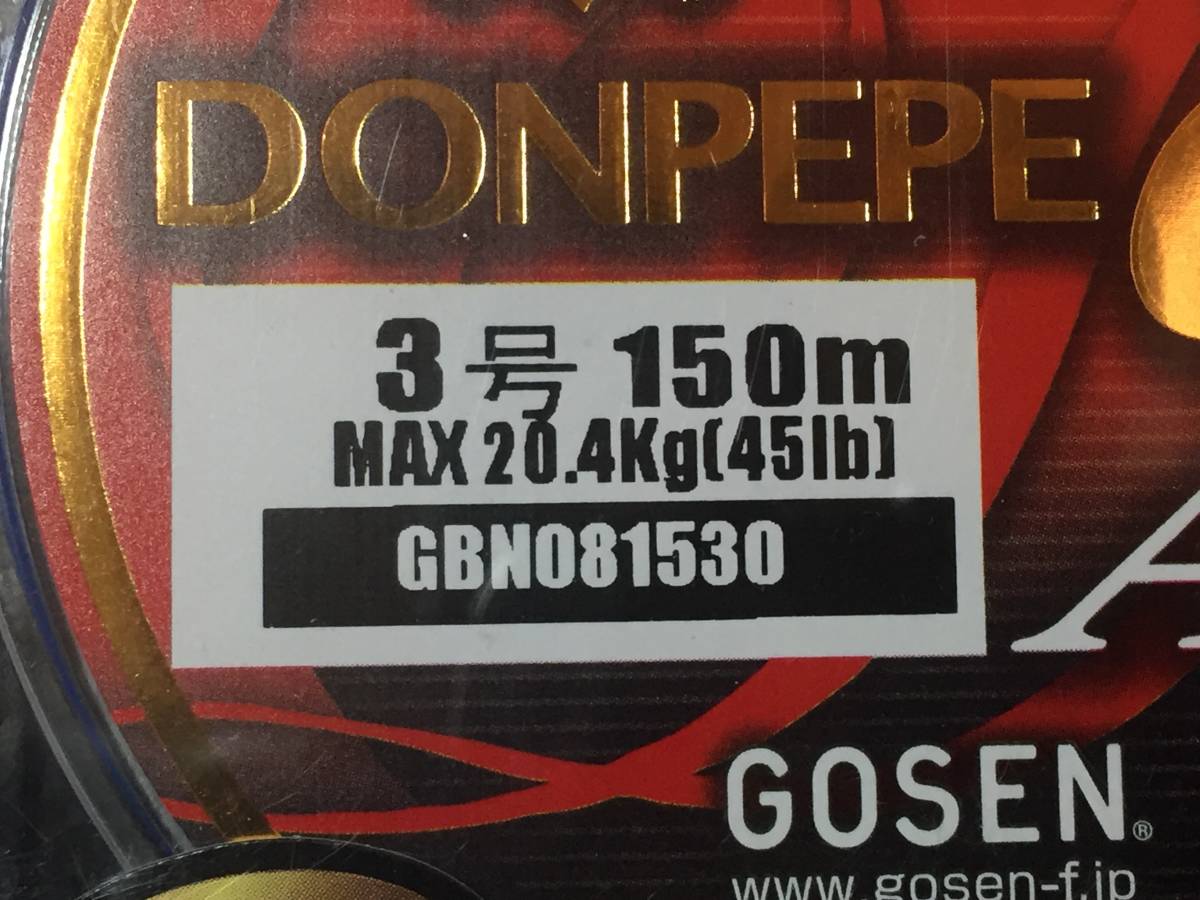 DONPEPE
3号 150m
MAX 20.4Kg(45lb)
GBN081530
A
GOSEN®
www.gosen-f.jp